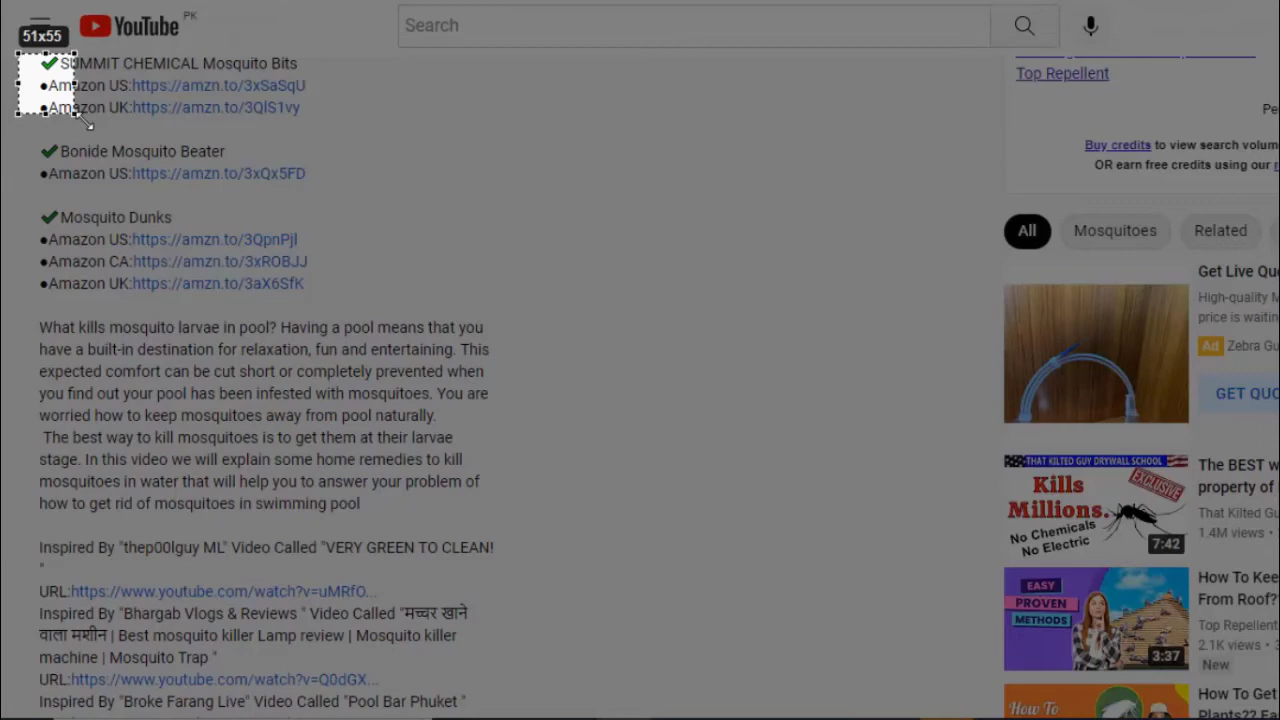 YouTube PK
Search
51x55
✔SUMMIT CHEMICAL Mosquito Bits
●Amazon US:https://amzn.to/3xSaSqU
●Amazon UK:https://amzn.to/3QlS1vy
✔Bonide Mosquito Beater
●Amazon US:https://amzn.to/3xQx5FD
✔Mosquito Dunks
●Amazon US:https://amzn.to/3QpnPjl
●Amazon CA:https://amzn.to/3xROBJJ
●Amazon UK:https://amzn.to/3aX6SfK
What kills mosquito larvae in pool? Having a pool means that you
have a built-in destination for relaxation, fun and entertaining. This
expected comfort can be cut short or completely prevented when
you find out your pool has been infested with mosquitoes. You are
worried how to keep mosquitoes away from pool naturally.
The best way to kill mosquitoes is to get them at their larvae
stage. In this video we will explain some home remedies to kill
mosquitoes in water that will help you to answer your problem of
how to get rid of mosquitoes in swimming pool
Inspired By "thep00lguy ML" Video Called "VERY GREEN TO CLEAN!
"
URL:https://www.youtube.com/watch?v=uMRfO...
Inspired By "Bhargab Vlogs & Reviews " Video Called "मच्चर खाने
वाला मशीन | Best mosquito killer Lamp review | Mosquito killer
machine | Mosquito Trap "
URL:https://www.youtube.com/watch?v=Q0dGX...
Inspired By "Broke Farang Live" Video Called "Pool Bar Phuket "
Top Repellent
Buy credits to view search volum
OR earn free credits using our
All
Mosquitoes
Related
Get Live Quo
High-quality M
price is waitin
Ad Zebra Gu
GET QUO
THAT KILTED GUY DRYWALL SCHOOL
EXCLUSIVE
Kills
Millions.
No Chemicals
No Electric
7:42
The BEST w
property of
That Kilted Gu
1.4M views •
EASY
PROVEN
METHODS
3:37
How To Kee
From Roof?
Top Repellen
2.1K views •
New
How To
How To Get
Plants??